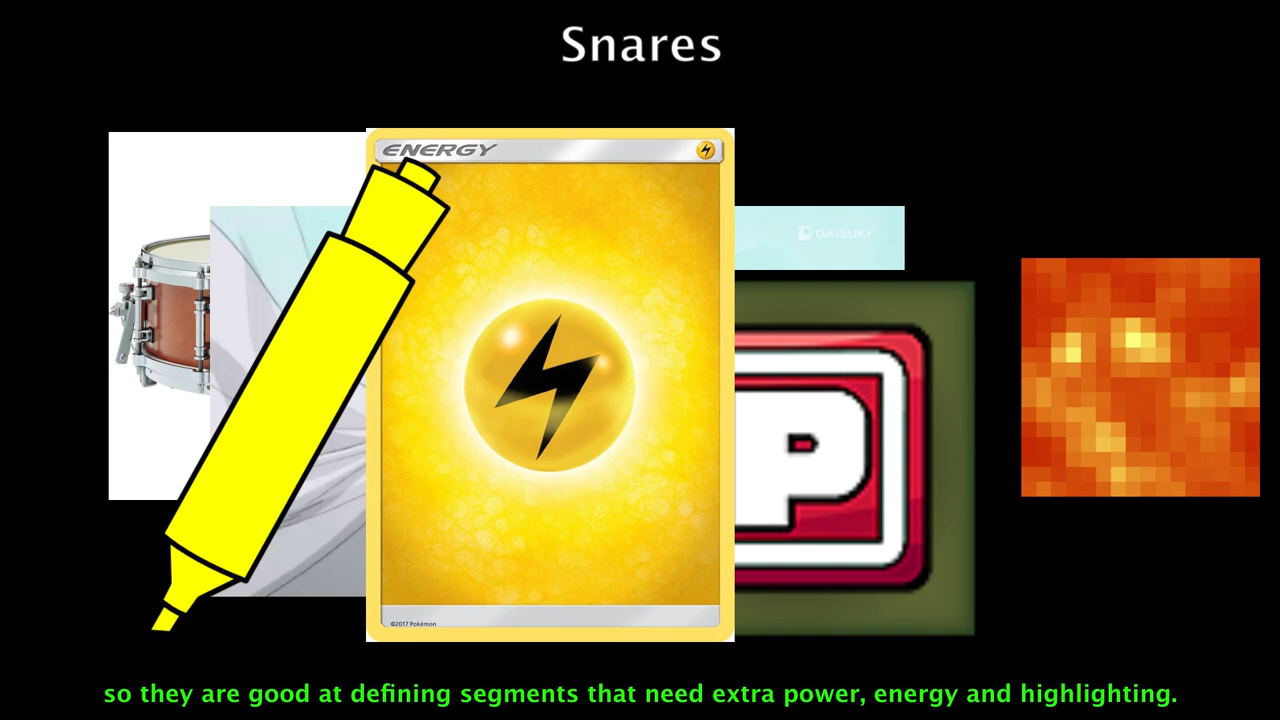 Snares
ENERGY
DAISUKI
P
©2017 Pokémon
so they are good at defining segments that need extra power, energy and highlighting.